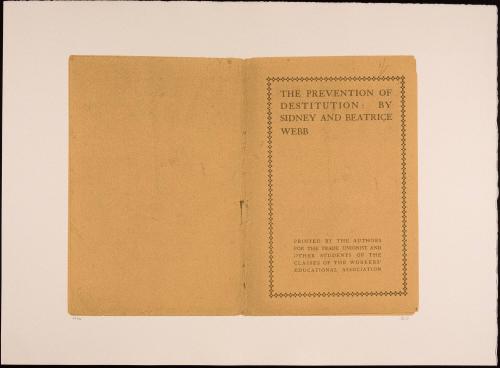 THE PREVENTION OF
DESTITUTION: BY
SIDNEY AND BEATRICE
WEBB
PRINTED BY THE AUTHORS
FOR THE TRADE UNIONIST AND
OTHER STUDENTS OF THE
CLASSES OF THE WORKERS'
EDUCATIONAL ASSOCIATION